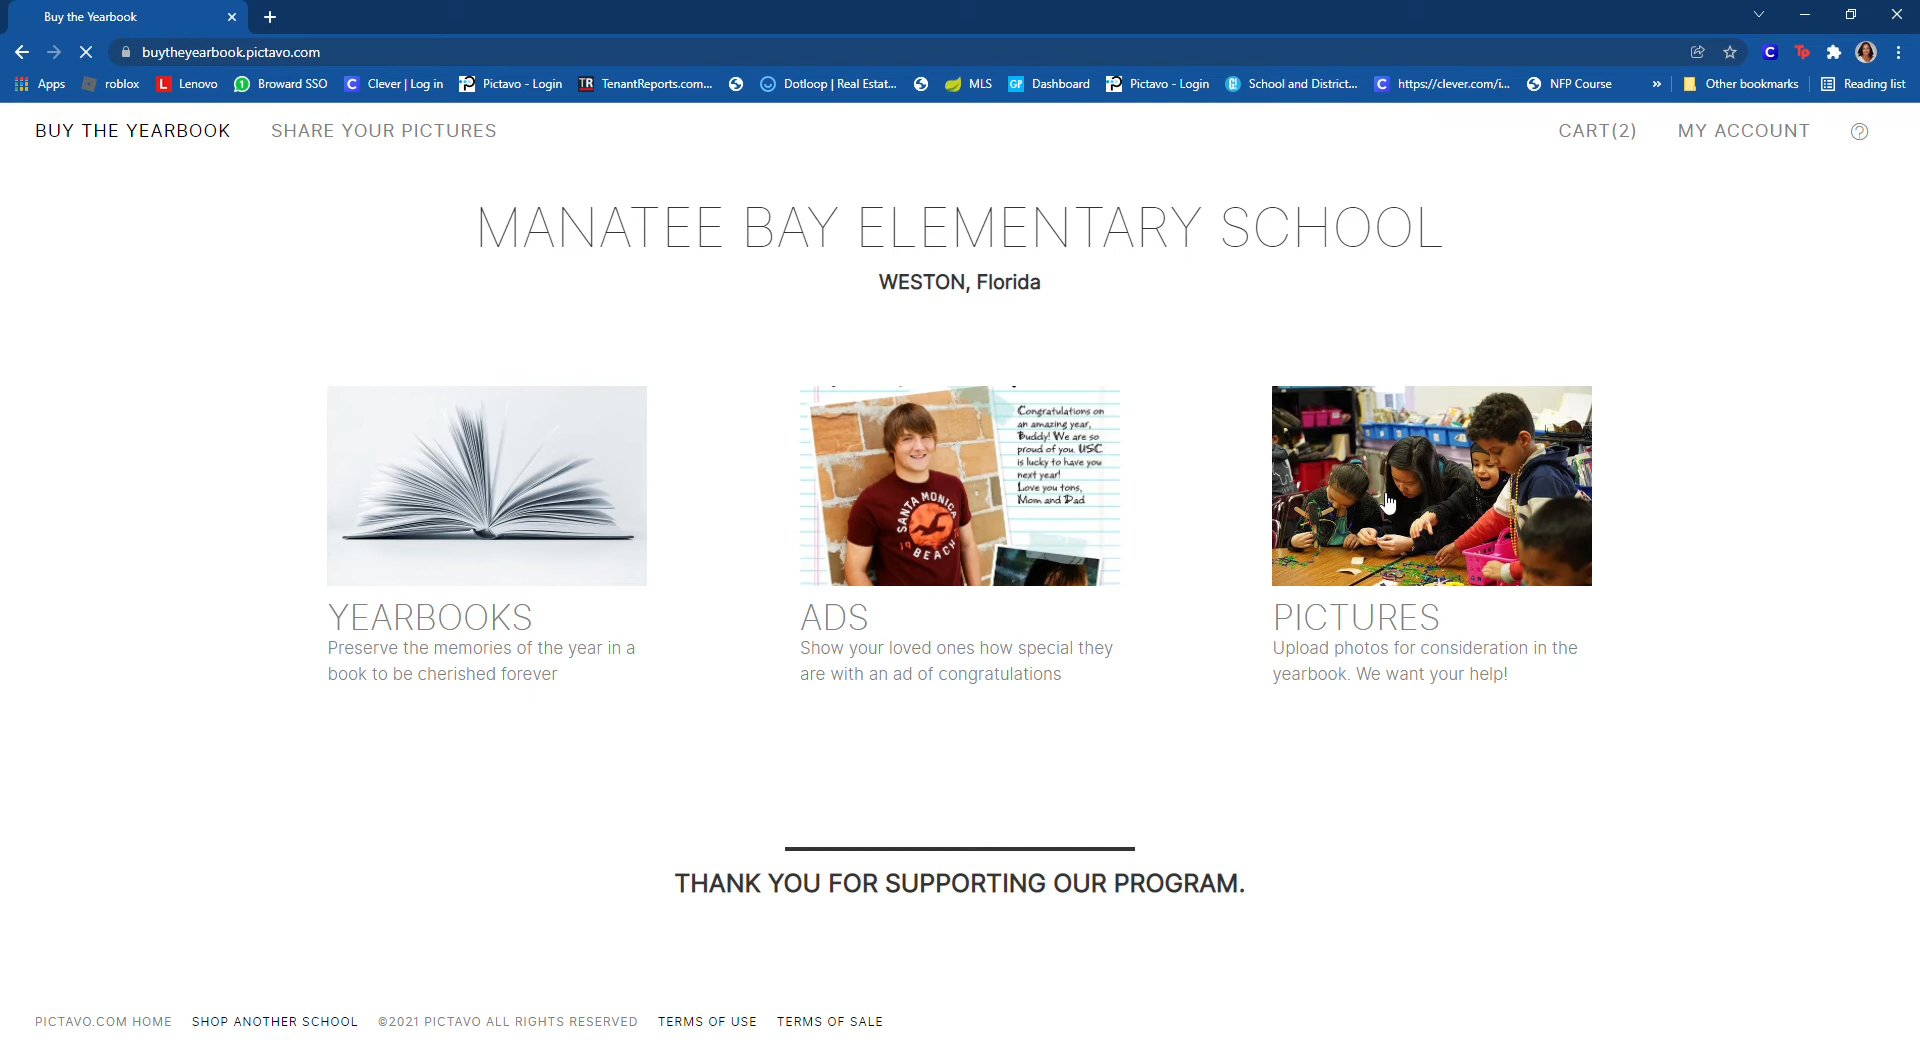 Buy the Yearbook
buytheyearbook.pictavo.com
Apps roblox Lenovo Broward SSO Clever | Log in Pictavo - Login TenantReports.com... Dotloop | Real Estat... MLS Dashboard Pictavo - Login School and District... https://clever.com/i... NFP Course » Other bookmarks Reading list
BUY THE YEARBOOK SHARE YOUR PICTURES CART(2) MY ACCOUNT
MANATEE BAY ELEMENTARY SCHOOL
WESTON, Florida
Congratulations on
an amazing year,
Buddy! We are so
proud of you. USC
is lucky to have you
next year!
Love you tons,
Mom and Dad
SANTA MONICA
BEACH
YEARBOOKS
Preserve the memories of the year in a
book to be cherished forever
ADS
Show your loved ones how special they
are with an ad of congratulations
PICTURES
Upload photos for consideration in the
yearbook. We want your help!
THANK YOU FOR SUPPORTING OUR PROGRAM.
PICTAVO.COM HOME SHOP ANOTHER SCHOOL ©2021 PICTAVO ALL RIGHTS RESERVED TERMS OF USE TERMS OF SALE